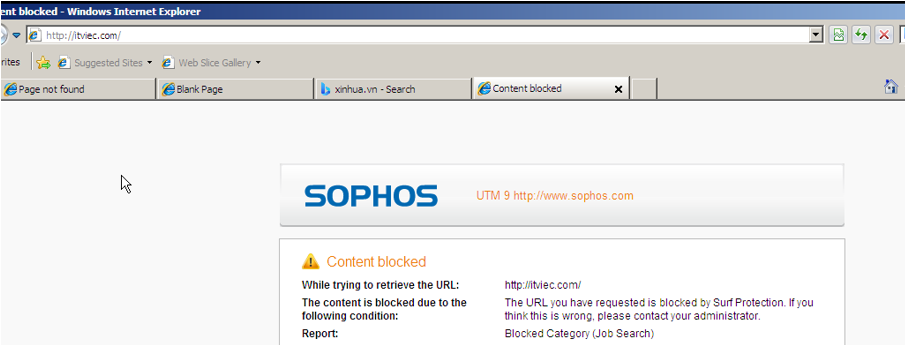 ent blocked - Windows Internet Explorer
http://itviec.com/
rites Suggested Sites Web Slice Gallery
Page not found Blank Page xinhua.vn - Search Content blocked
SOPHOS UTM 9 http://www.sophos.com
Content blocked
While trying to retrieve the URL: http://itviec.com/
The content is blocked due to the following condition: The URL you have requested is blocked by Surf Protection. If you
think this is wrong, please contact your administrator.
Report: Blocked Category (Job Search)